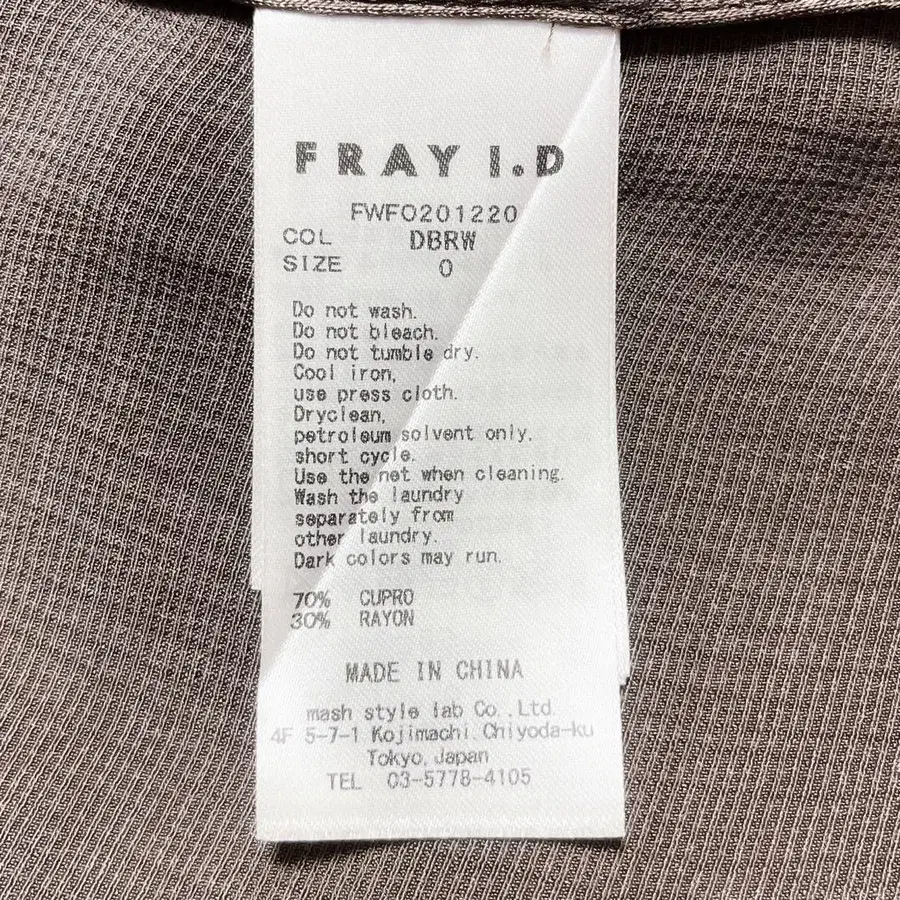 FRAY I.D
FWFO201220
COL DBRW
SIZE 0
Do not wash.
Do not bleach.
Do not tumble dry.
Cool iron,
use press cloth.
Dryclean,
petroleum solvent only.
short cycle.
Use the net when cleaning.
Wash the laundry
separately from
other laundry.
Dark colors may run.
70% CUPRO
30% RAYON
MADE IN CHINA
mash style lab Co.,Ltd
4F 5-7-1 Kojimachi, Chiyoda-ku
Tokyo, Japan
TEL 03-5778-4105